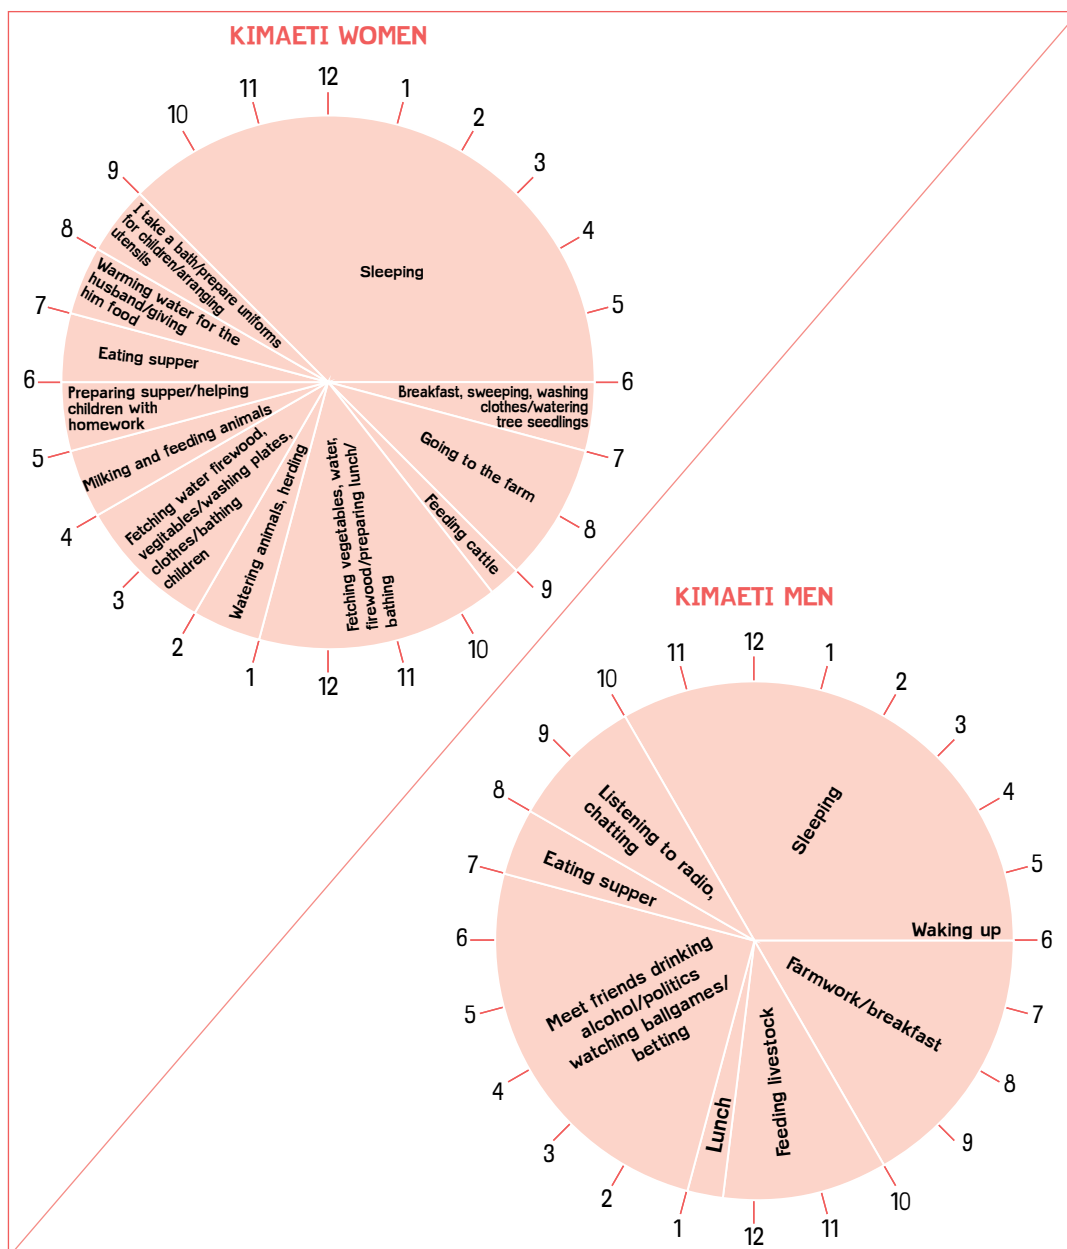 KIMAETI WOMEN
12
1
2
3
4
5
6
7
8
9
10
11
12
1
2
3
4
5
6
7
8
9
10
11
Sleeping
Breakfast, sweeping, washing
clothes/watering
tree seedlings
Going to the farm
Feeding cattle
Fetching vegetables, water,
firewood/preparing lunch/
bathing
Watering animals, herding
Fetching water firewood,
vegitables/washing plates,
clothes/bathing
children
Milking and feeding animals
Preparing supper/helping
children with
homework
Eating supper
Warming water for the
husband/giving
him food
I take a bath/prepare uniforms
for children/arranging
utensils
KIMAETI MEN
12
1
2
3
4
5
6
7
8
9
10
11
12
1
2
3
4
5
6
7
8
9
10
11
Sleeping
Waking up
Farmwork/breakfast
Feeding livestock
Lunch
Meet friends drinking
alcohol/politics
watching ballgames/
betting
Eating supper
Listening to radio,
chatting